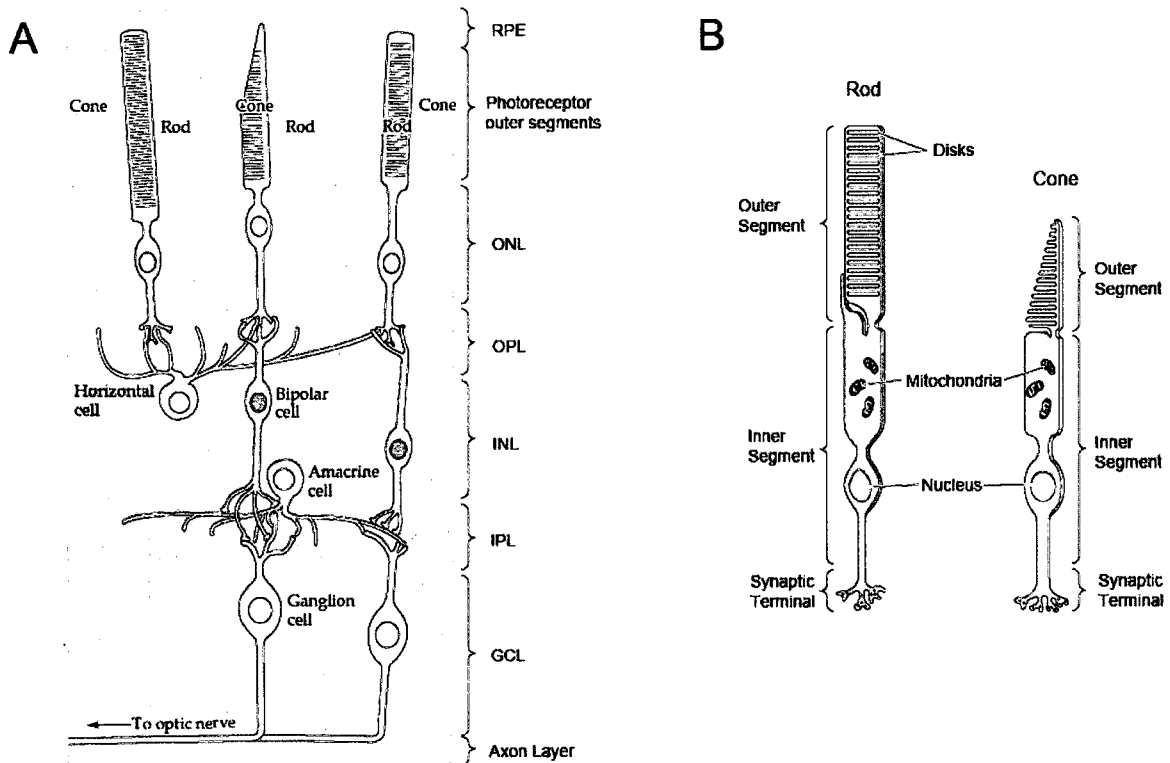 A
RPE
Cone
Rod
Cone
Rod
Rod
Cone
Photoreceptor
outer segments
ONL
OPL
Horizontal
cell
Bipolar
cell
INL
Amacrine
cell
IPL
Ganglion
cell
GCL
To optic nerve
Axon Layer
B
Rod
Disks
Cone
Outer
Segment
Outer
Segment
Mitochondria
Inner
Segment
Inner
Segment
Nucleus
Synaptic
Terminal
Synaptic
Terminal